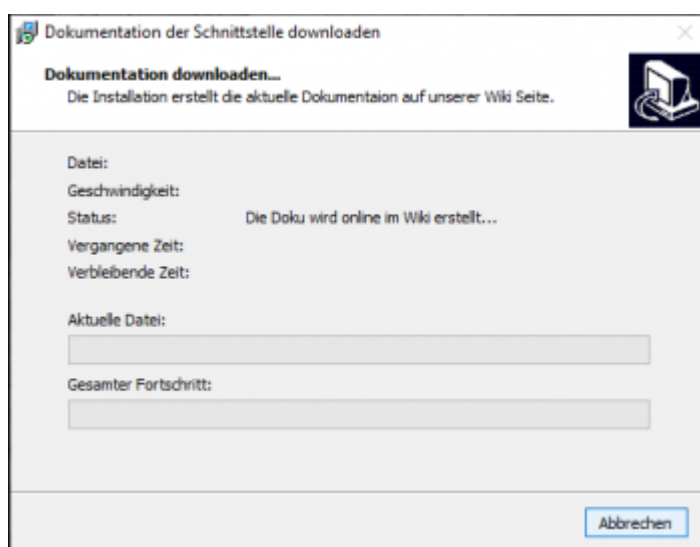 Dokumentation der Schnittstelle downloaden
Dokumentation downloaden...
Die Installation erstellt die aktuelle Dokumentaion auf unserer Wiki Seite.
Datei:
Geschwindigkeit:
Status: Die Doku wird online im Wiki erstellt...
Vergangene Zeit:
Verbleibende Zeit:
Aktuelle Datei:
Gesamter Fortschritt:
Abbrechen